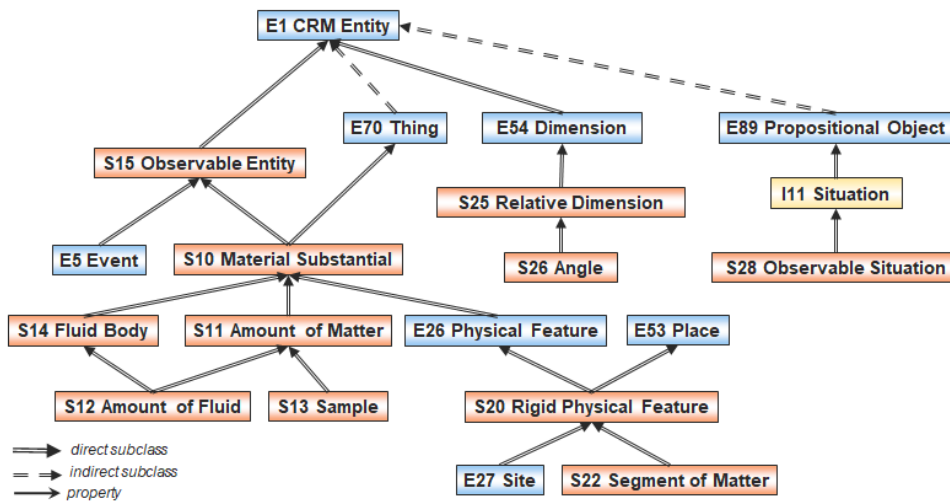 E1 CRM Entity
E70 Thing
E54 Dimension
E89 Propositional Object
S15 Observable Entity
S25 Relative Dimension
I11 Situation
E5 Event
S10 Material Substantial
S26 Angle
S28 Observable Situation
S14 Fluid Body
S11 Amount of Matter
E26 Physical Feature
E53 Place
S12 Amount of Fluid
S13 Sample
S20 Rigid Physical Feature
direct subclass
indirect subclass
property
E27 Site
S22 Segment of Matter